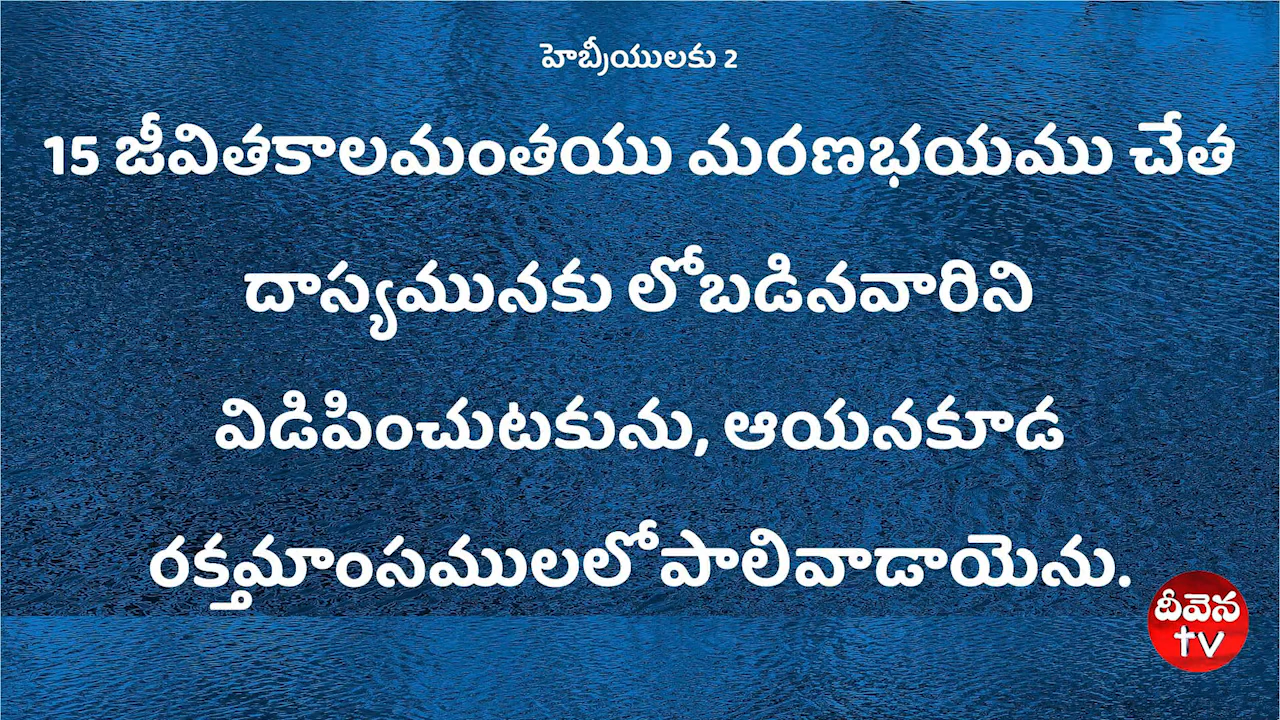 హెబ్రీయులకు 2
15 జీవితకాలమంతయు మరణభయము చేత
దాస్యమునకు లోబడినవారిని
విడిపించుటకును, ఆయనకూడ
రక్తమాంసములలోపాలివాడాయెను.
దీవెన
tv